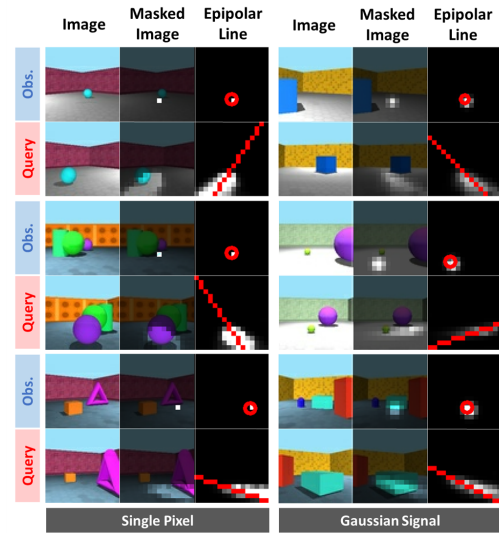 Image
Masked
Image
Epipolar
Line
Image
Masked
Image
Epipolar
Line
Obs.
Query
Obs.
Query
Obs.
Query
Single Pixel
Gaussian Signal